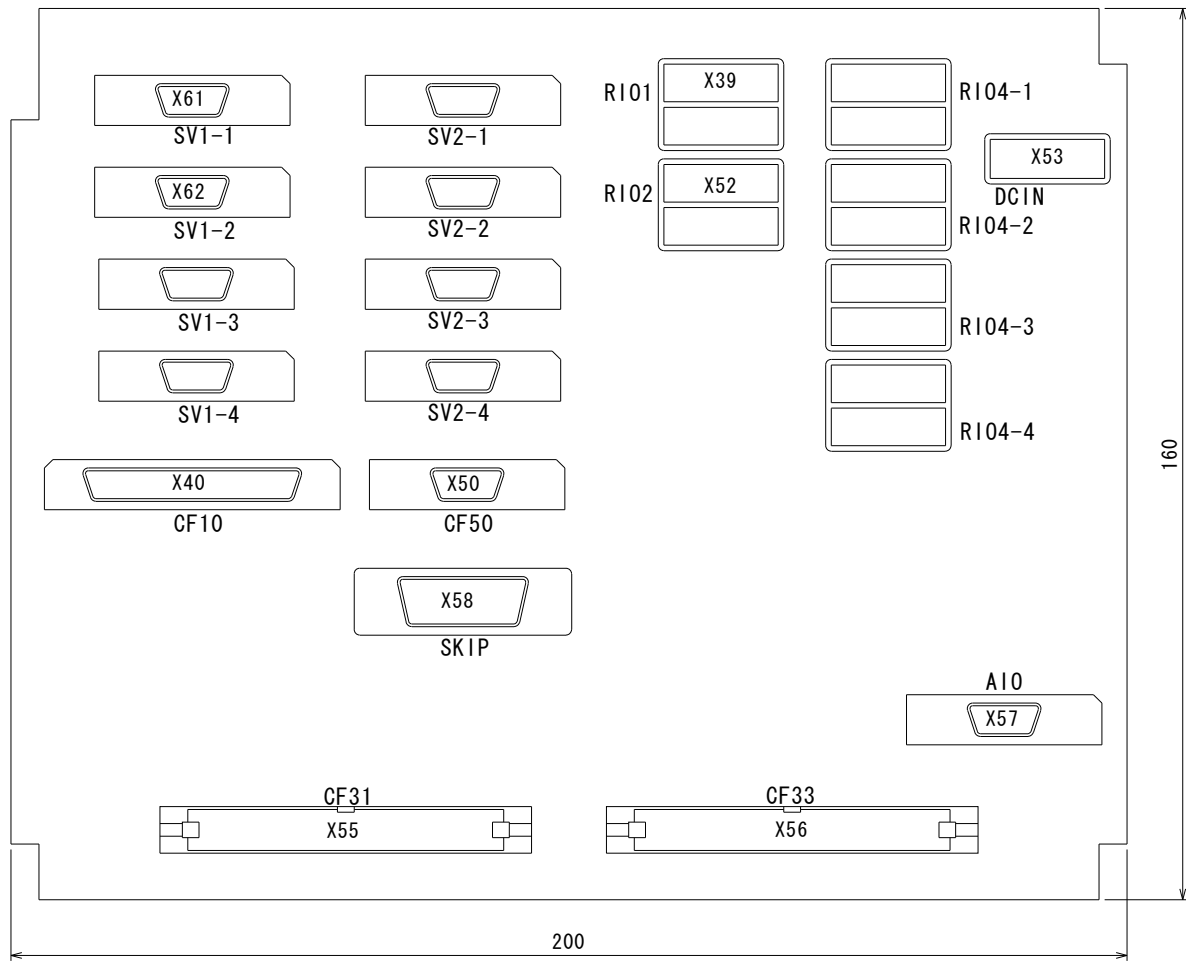 X61
SV1-1
SV2-1
RIO1
X39
RIO4-1
X53
DCIN
X62
SV1-2
SV2-2
RIO2
X52
RIO4-2
SV1-3
SV2-3
RIO4-3
SV1-4
SV2-4
RIO4-4
X40
CF10
X50
CF50
160
X58
SKIP
AIO
X57
CF31
X55
CF33
X56
200